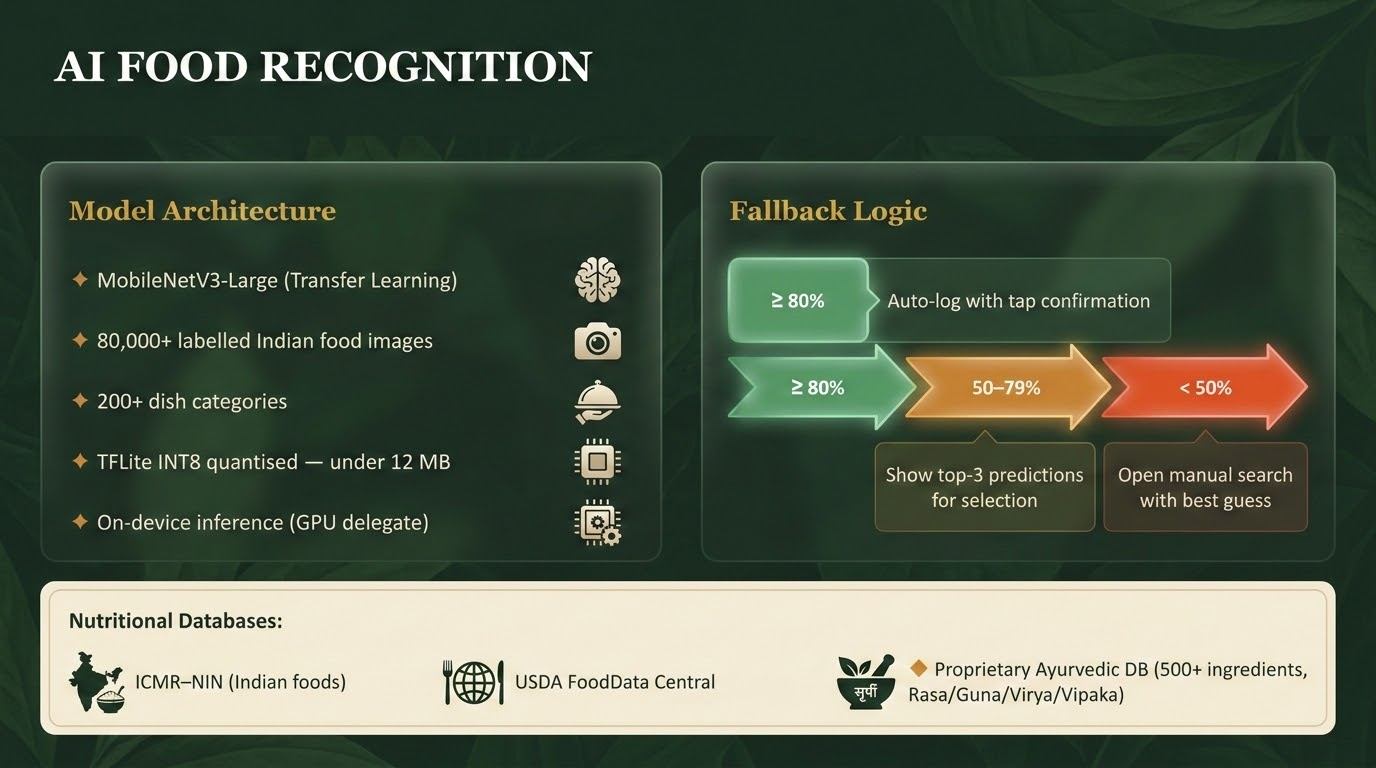 AI FOOD RECOGNITION
Model Architecture
✦ MobileNetV3-Large (Transfer Learning)
✦ 80,000+ labelled Indian food images
✦ 200+ dish categories
✦ TFLite INT8 quantised — under 12 MB
✦ On-device inference (GPU delegate)
Fallback Logic
≥ 80%
Auto-log with tap confirmation
≥ 80%
50–79%
< 50%
Show top-3 predictions
for selection
Open manual search
with best guess
Nutritional Databases:
ICMR–NIN (Indian foods)
USDA FoodData Central
सृर्पी
◆ Proprietary Ayurvedic DB (500+ ingredients,
Rasa/Guna/Virya/Vipaka)